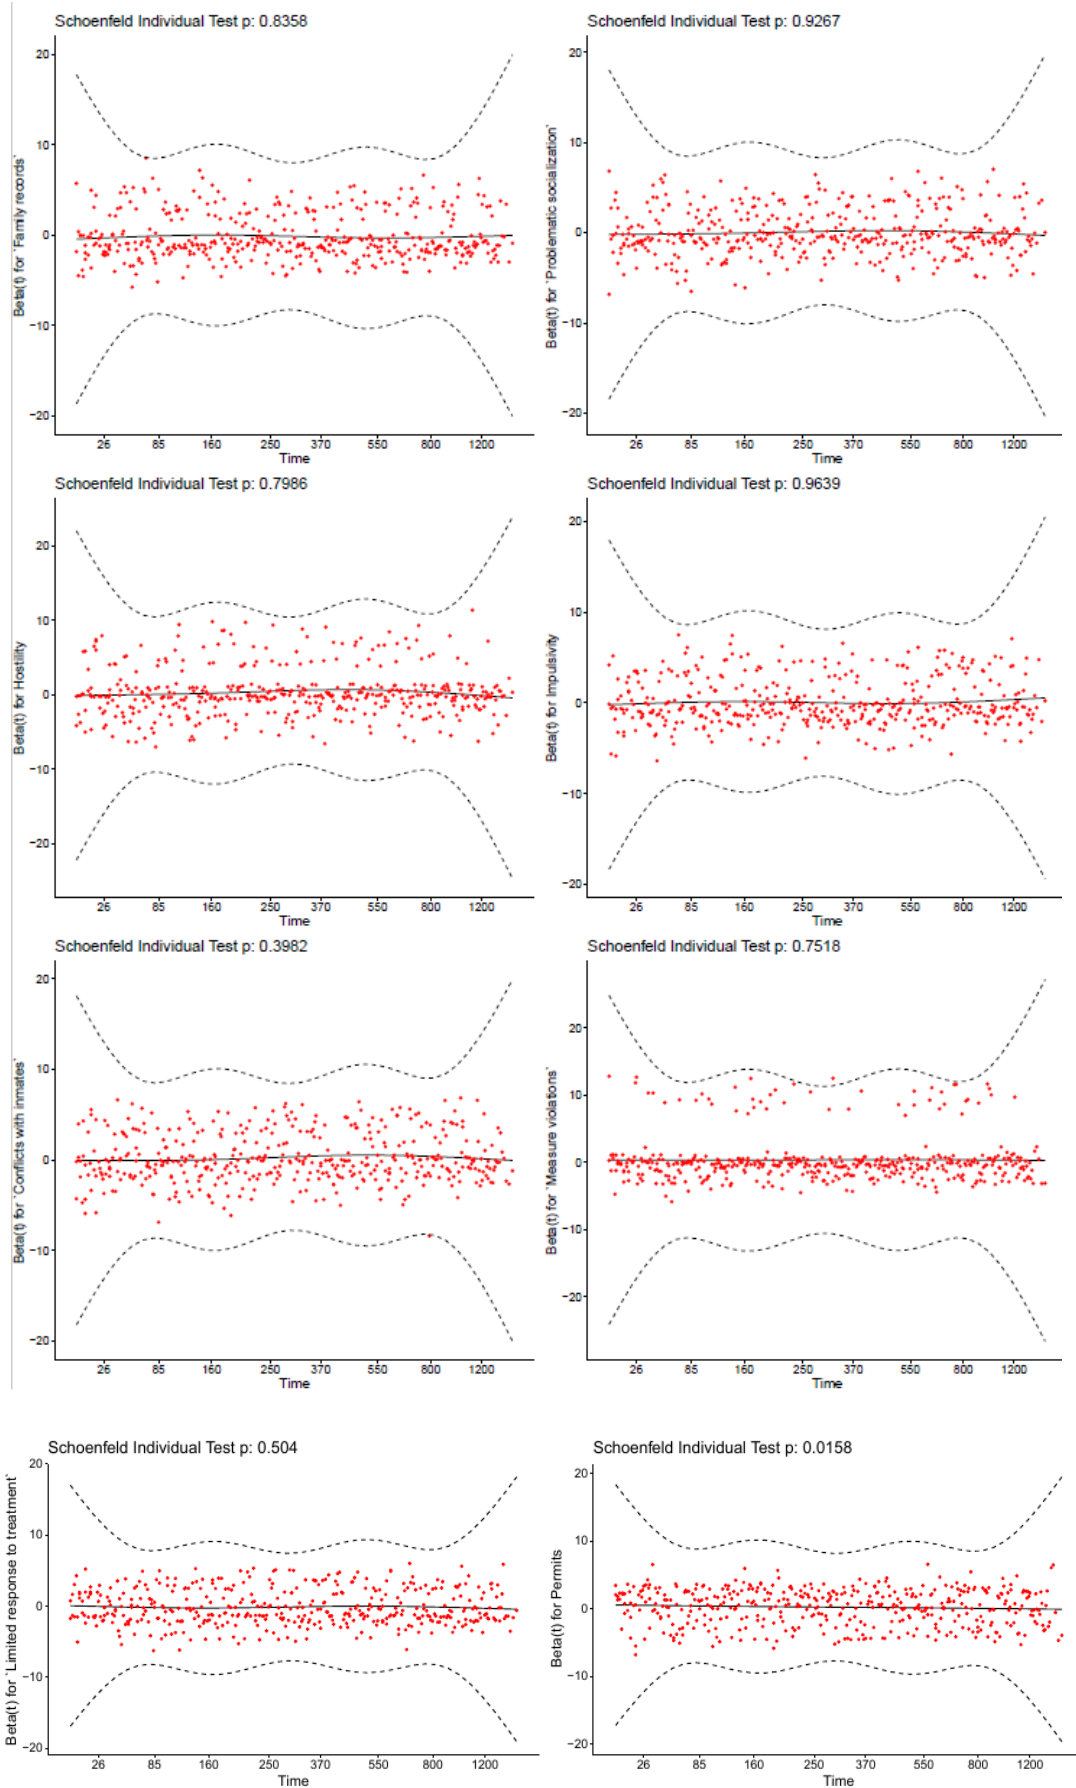 Schoenfeld Individual Test p: 0.8358
Beta(t) for `Family records`
20
10
0
−10
−20
26 85 160 250 370 550 800 1200
Time
Schoenfeld Individual Test p: 0.9267
Beta(t) for `Problematic socialization`
20
10
0
−10
−20
26 85 160 250 370 550 800 1200
Time
Schoenfeld Individual Test p: 0.7986
Beta(t) for Hostility
20
10
0
−10
−20
26 85 160 250 370 550 800 1200
Time
Schoenfeld Individual Test p: 0.9639
Beta(t) for Impulsivity
20
10
0
−10
−20
26 85 160 250 370 550 800 1200
Time
Schoenfeld Individual Test p: 0.3982
Beta(t) for `Conflicts with inmates`
20
10
0
−10
−20
26 85 160 250 370 550 800 1200
Time
Schoenfeld Individual Test p: 0.7518
Beta(t) for `Measure violations`
20
10
0
−10
−20
26 85 160 250 370 550 800 1200
Time
Schoenfeld Individual Test p: 0.504
Beta(t) for `Limited response to treatment`
20
10
0
−10
−20
26 85 160 250 370 550 800 1200
Time
Schoenfeld Individual Test p: 0.0158
Beta(t) for Permits
20
10
0
−10
−20
26 85 160 250 370 550 800 1200
Time